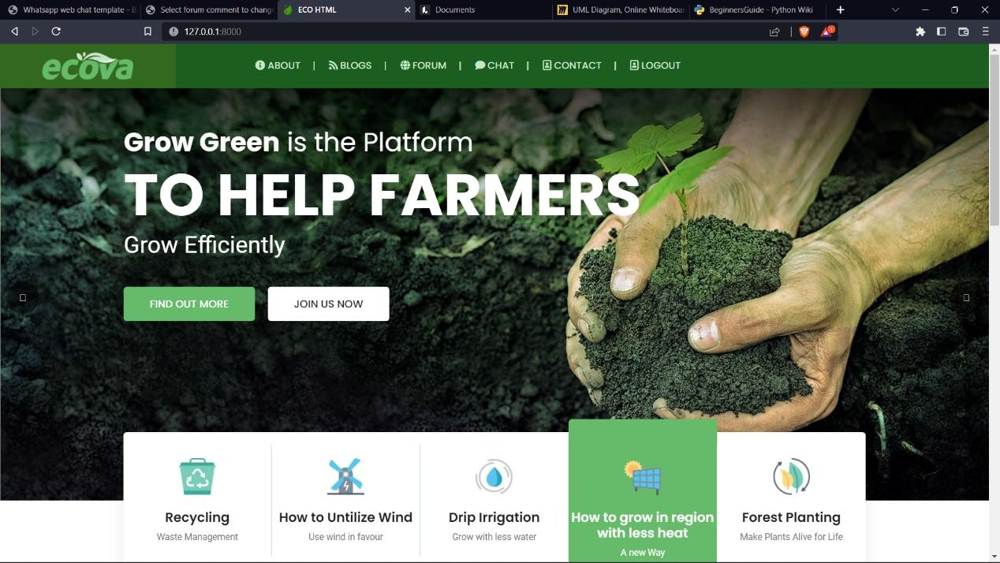 Whatsapp web chat template - B
Select forum comment to change
ECO HTML
Documents
UML Diagram, Online Whiteboar
BeginnersGuide - Python Wiki
127.0.0.1:8000
1
ecova
ABOUT | BLOGS | FORUM | CHAT | CONTACT | LOGOUT
Grow Green is the Platform
TO HELP FARMERS
Grow Efficiently
FIND OUT MORE
JOIN US NOW
Recycling
Waste Management
How to Untilize Wind
Use wind in favour
Drip Irrigation
Grow with less water
How to grow in region
with less heat
A new Way
Forest Planting
Make Plants Alive for Life